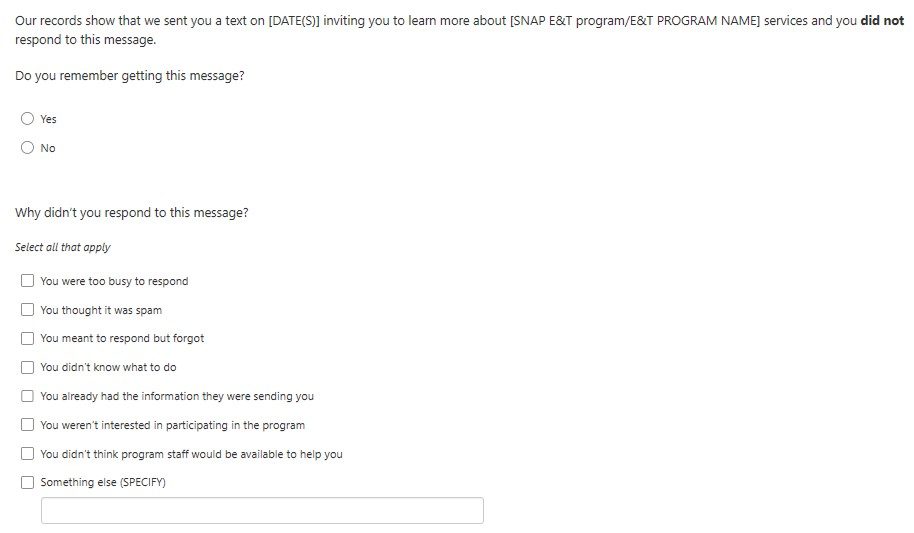 Our records show that we sent you a text on [DATE(S)] inviting you to learn more about [SNAP E&T program/E&T PROGRAM NAME] services and you did not
respond to this message.
Do you remember getting this message?
Yes
No
Why didn't you respond to this message?
Select all that apply
You were too busy to respond
You thought it was spam
You meant to respond but forgot
You didn't know what to do
You already had the information they were sending you
You weren't interested in participating in the program
You didn't think program staff would be available to help you
Something else (SPECIFY)